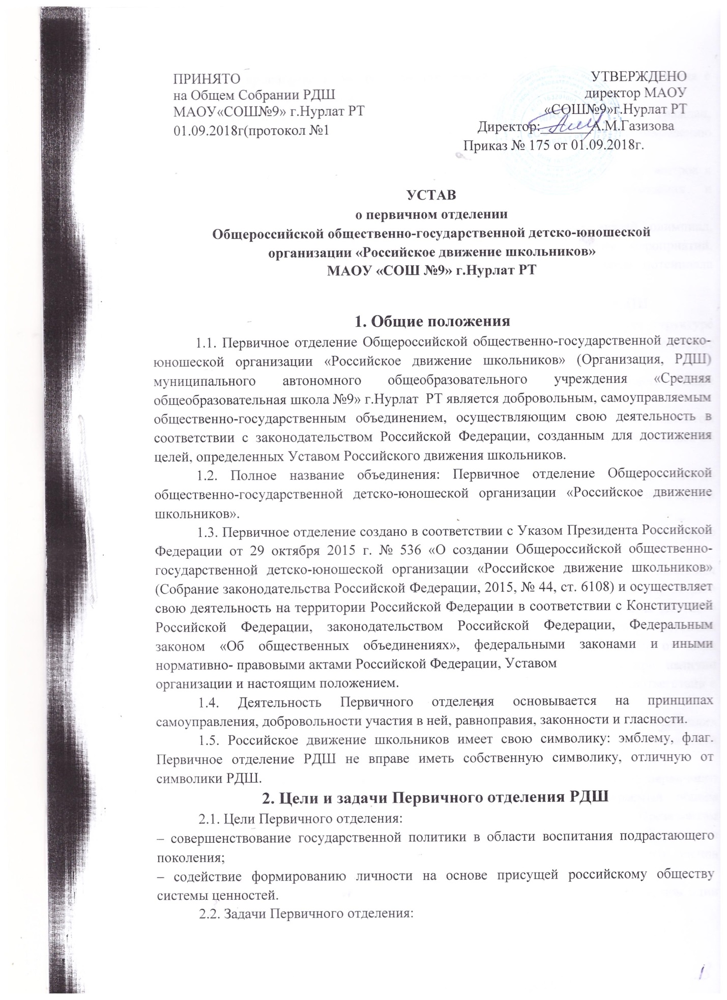 ПРИНЯТО
на Общем Собрании РДШ
МАОУ«СОШ№9» г.Нурлат РТ
01.09.2018г(протокол №1
УТВЕРЖДЕНО
директор МАОУ
«СОШ№9»г.Нурлат РТ
Директор:_______А.М.Газизова
Приказ № 175 от 01.09.2018г.
УСТАВ
о первичном отделении
Общероссийской общественно-государственной детско-юношеской
организации «Российское движение школьников»
МАОУ «СОШ №9» г.Нурлат РТ
1. Общие положения
1.1. Первичное отделение Общероссийской общественно-государственной детско-
юношеской организации «Российское движение школьников» (Организация, РДШ)
муниципального автономного общеобразовательного учреждения «Средняя
общеобразовательная школа №9» г.Нурлат РТ является добровольным, самоуправляемым
общественно-государственным объединением, осуществляющим свою деятельность в
соответствии с законодательством Российской Федерации, созданным для достижения
целей, определенных Уставом Российского движения школьников.
1.2. Полное название объединения: Первичное отделение Общероссийской
общественно-государственной детско-юношеской организации «Российское движение
школьников».
1.3. Первичное отделение создано в соответствии с Указом Президента Российской
Федерации от 29 октября 2015 г. № 536 «О создании Общероссийской общественно-
государственной детско-юношеской организации «Российское движение школьников»
(Собрание законодательства Российской Федерации, 2015, № 44, ст. 6108) и осуществляет
свою деятельность на территории Российской Федерации в соответствии с Конституцией
Российской Федерации, законодательством Российской Федерации, Федеральным
законом «Об общественных объединениях», федеральными законами и иными
нормативно- правовыми актами Российской Федерации, Уставом
организации и настоящим положением.
1.4. Деятельность Первичного отделения основывается на принципах
самоуправления, добровольности участия в ней, равноправия, законности и гласности.
1.5. Российское движение школьников имеет свою символику: эмблему, флаг.
Первичное отделение РДШ не вправе иметь собственную символику, отличную от
символики РДШ.
2. Цели и задачи Первичного отделения РДШ
2.1. Цели Первичного отделения:
– совершенствование государственной политики в области воспитания подрастающего
поколения;
– содействие формированию личности на основе присущей российскому обществу
системы ценностей.
2.2. Задачи Первичного отделения:
1